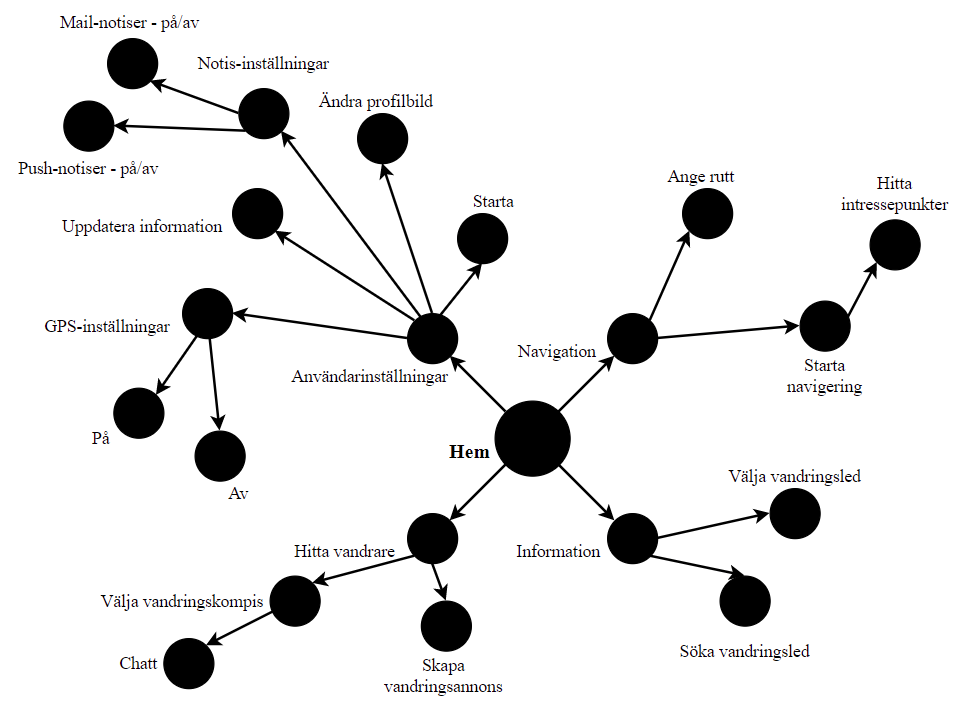 Mail-notiser - på/av
Notis-inställningar
Ändra profilbild
Push-notiser - på/av
Ange rutt
Hitta
intressepunkter
Starta
Uppdatera information
GPS-inställningar
Navigation
Användarinställningar
Starta
navigering
På
Hem
Av
Välja vandringsled
Hitta vandrare
Information
Välja vandringskompis
Chatt
Skapa
vandringsannons
Söka vandringsled